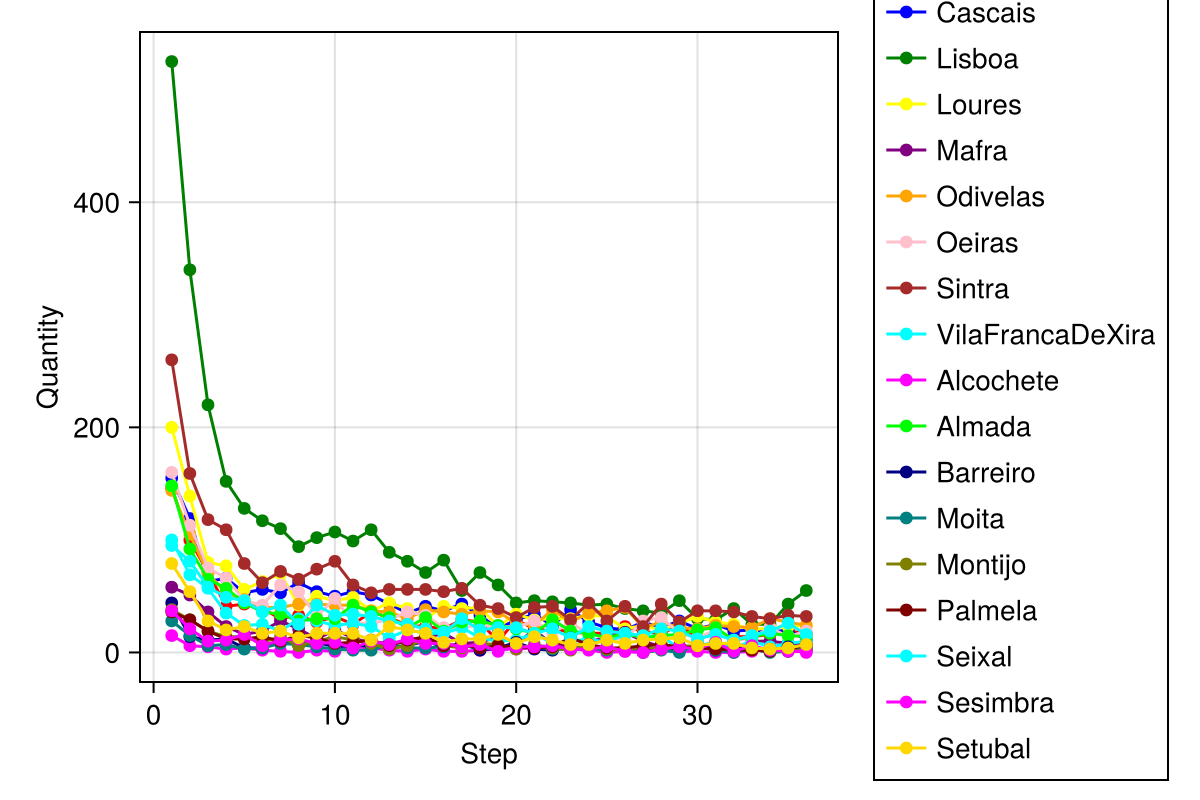 Quantity
400
200
0
0
10
20
30
Step
Cascais
Lisboa
Loures
Mafra
Odivelas
Oeiras
Sintra
VilaFrancaDeXira
Alcochete
Almada
Barreiro
Moita
Montijo
Palmela
Seixal
Sesimbra
Setubal